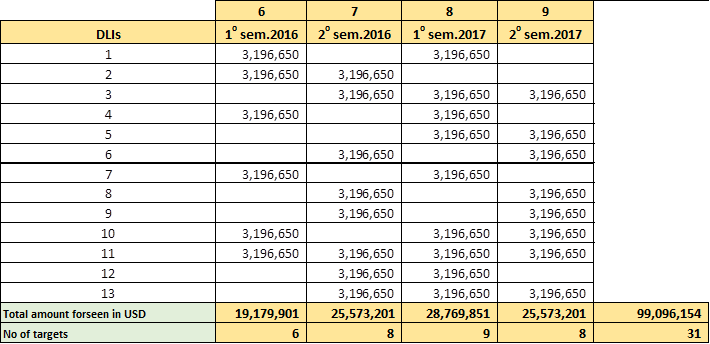 6 7 8 9
DLIs 1º sem.2016 2º sem.2016 1º sem.2017 2º sem.2017
1 3,196,650 3,196,650
2 3,196,650 3,196,650
3 3,196,650 3,196,650 3,196,650
4 3,196,650 3,196,650
5 3,196,650 3,196,650
6 3,196,650 3,196,650
7 3,196,650 3,196,650
8 3,196,650 3,196,650
9 3,196,650 3,196,650
10 3,196,650 3,196,650 3,196,650
11 3,196,650 3,196,650 3,196,650 3,196,650
12 3,196,650 3,196,650
13 3,196,650 3,196,650 3,196,650
Total amount forseen in USD 19,179,901 25,573,201 28,769,851 25,573,201 99,096,154
No of targets 6 8 9 8 31